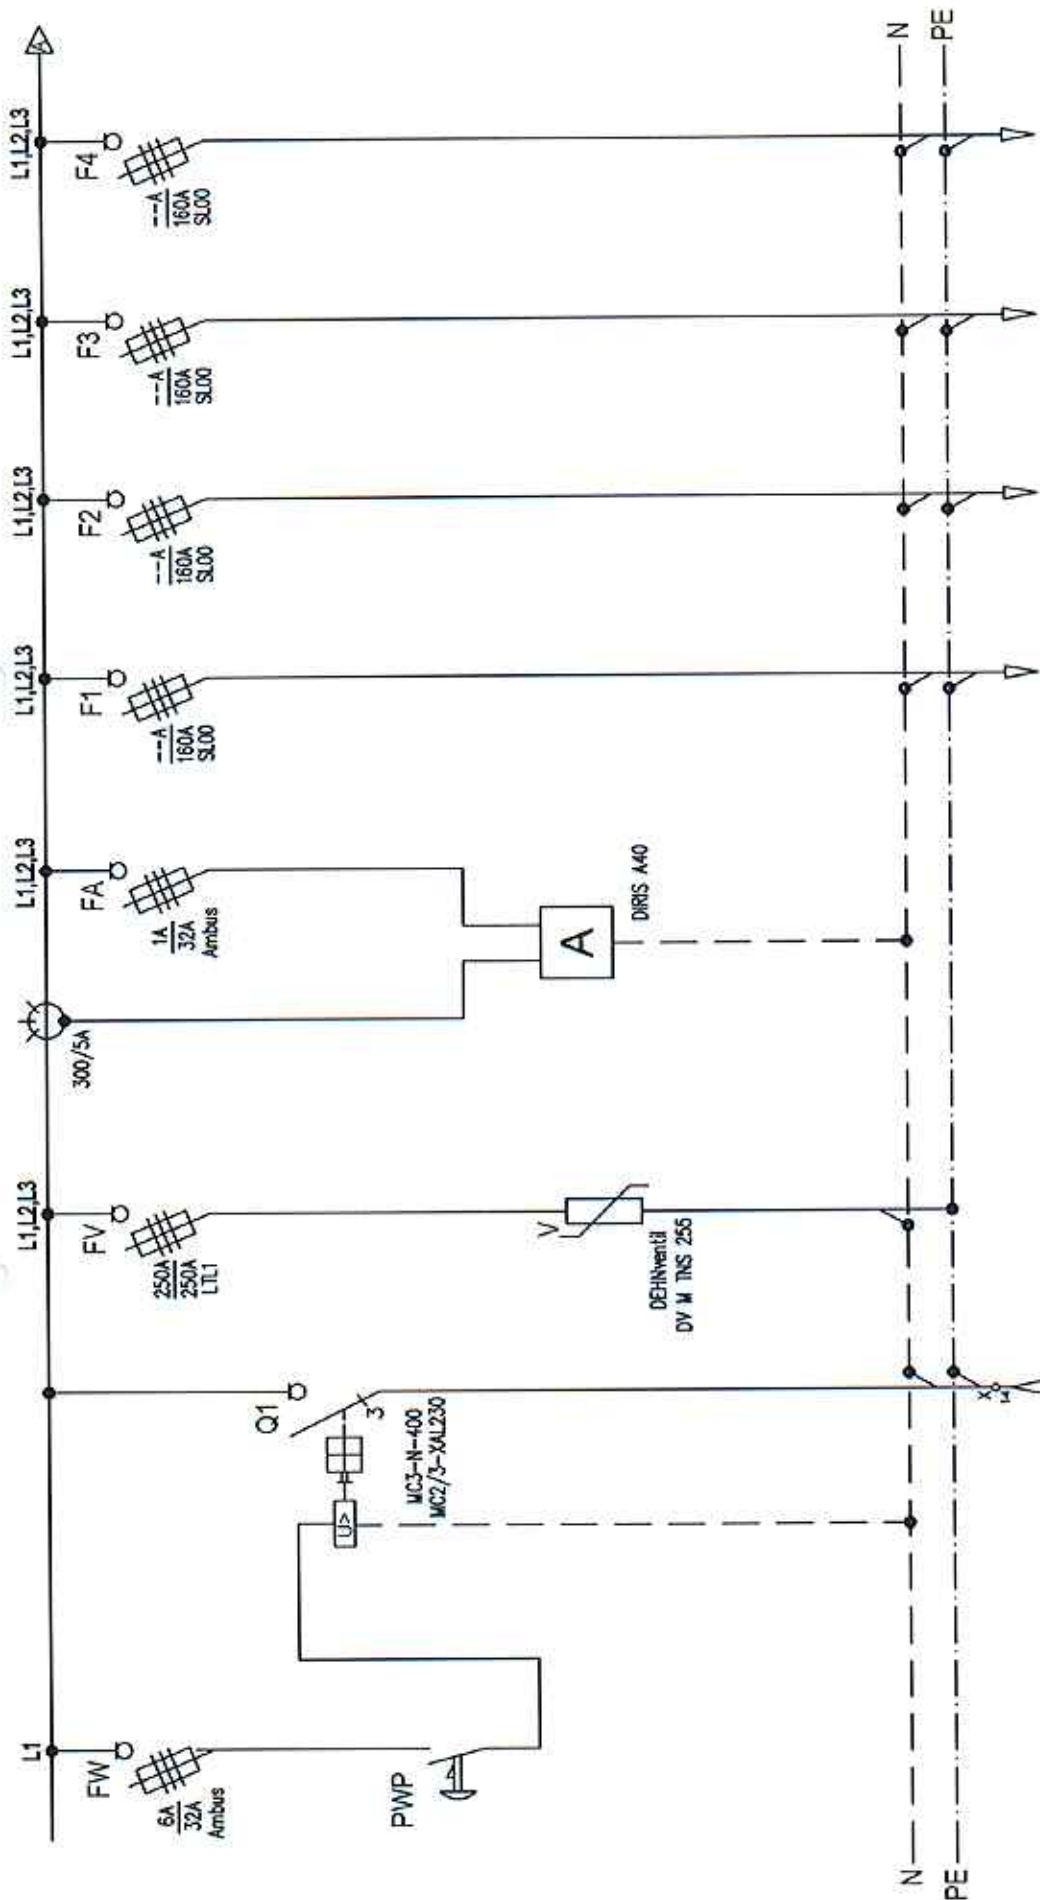 L1
FW
6A
32A
Ambus
PWP
Q1
3
U>
MC3-N-400
MC2/3-XAL230
L1,L2,L3
FV
250A
250A
LTL1
V
DEHNventil
DV M TNS 255
300/5A
L1,L2,L3
FA
1A
32A
Ambus
A
DIRIS A40
L1,L2,L3
F1
--A
160A
SL00
L1,L2,L3
F2
--A
160A
SL00
L1,L2,L3
F3
--A
160A
SL00
L1,L2,L3
F4
--A
160A
SL00
A
N
PE
N
PE